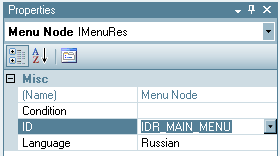 Properties
Menu Node IMenuRes
Misc
(Name) Menu Node
Condition
ID IDR_MAIN_MENU
Language Russian